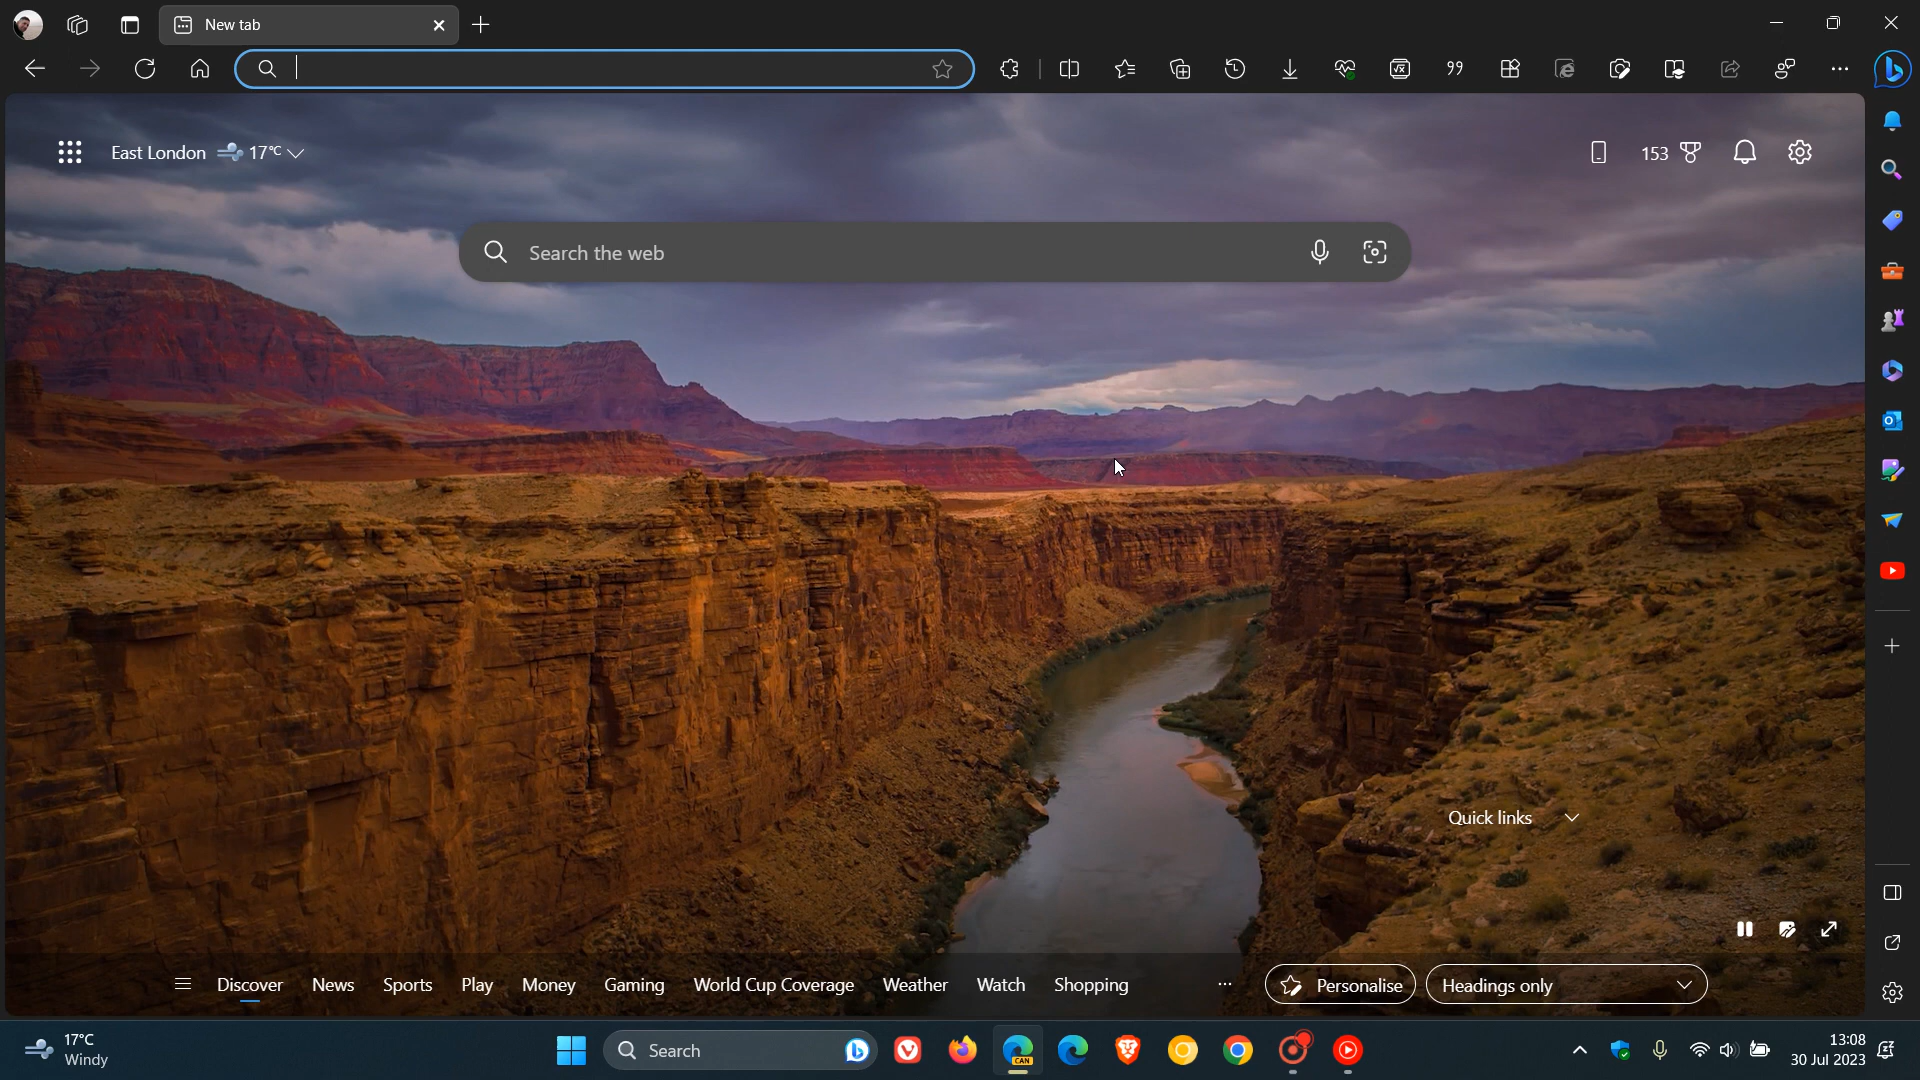 New tab
East London 17°C
153
Search the web
Quick links
Discover News Sports Play Money Gaming World Cup Coverage Weather Watch Shopping ... Personalise Headings only
17°C
Windy
Search
CAN
13:08
30 Jul 2023